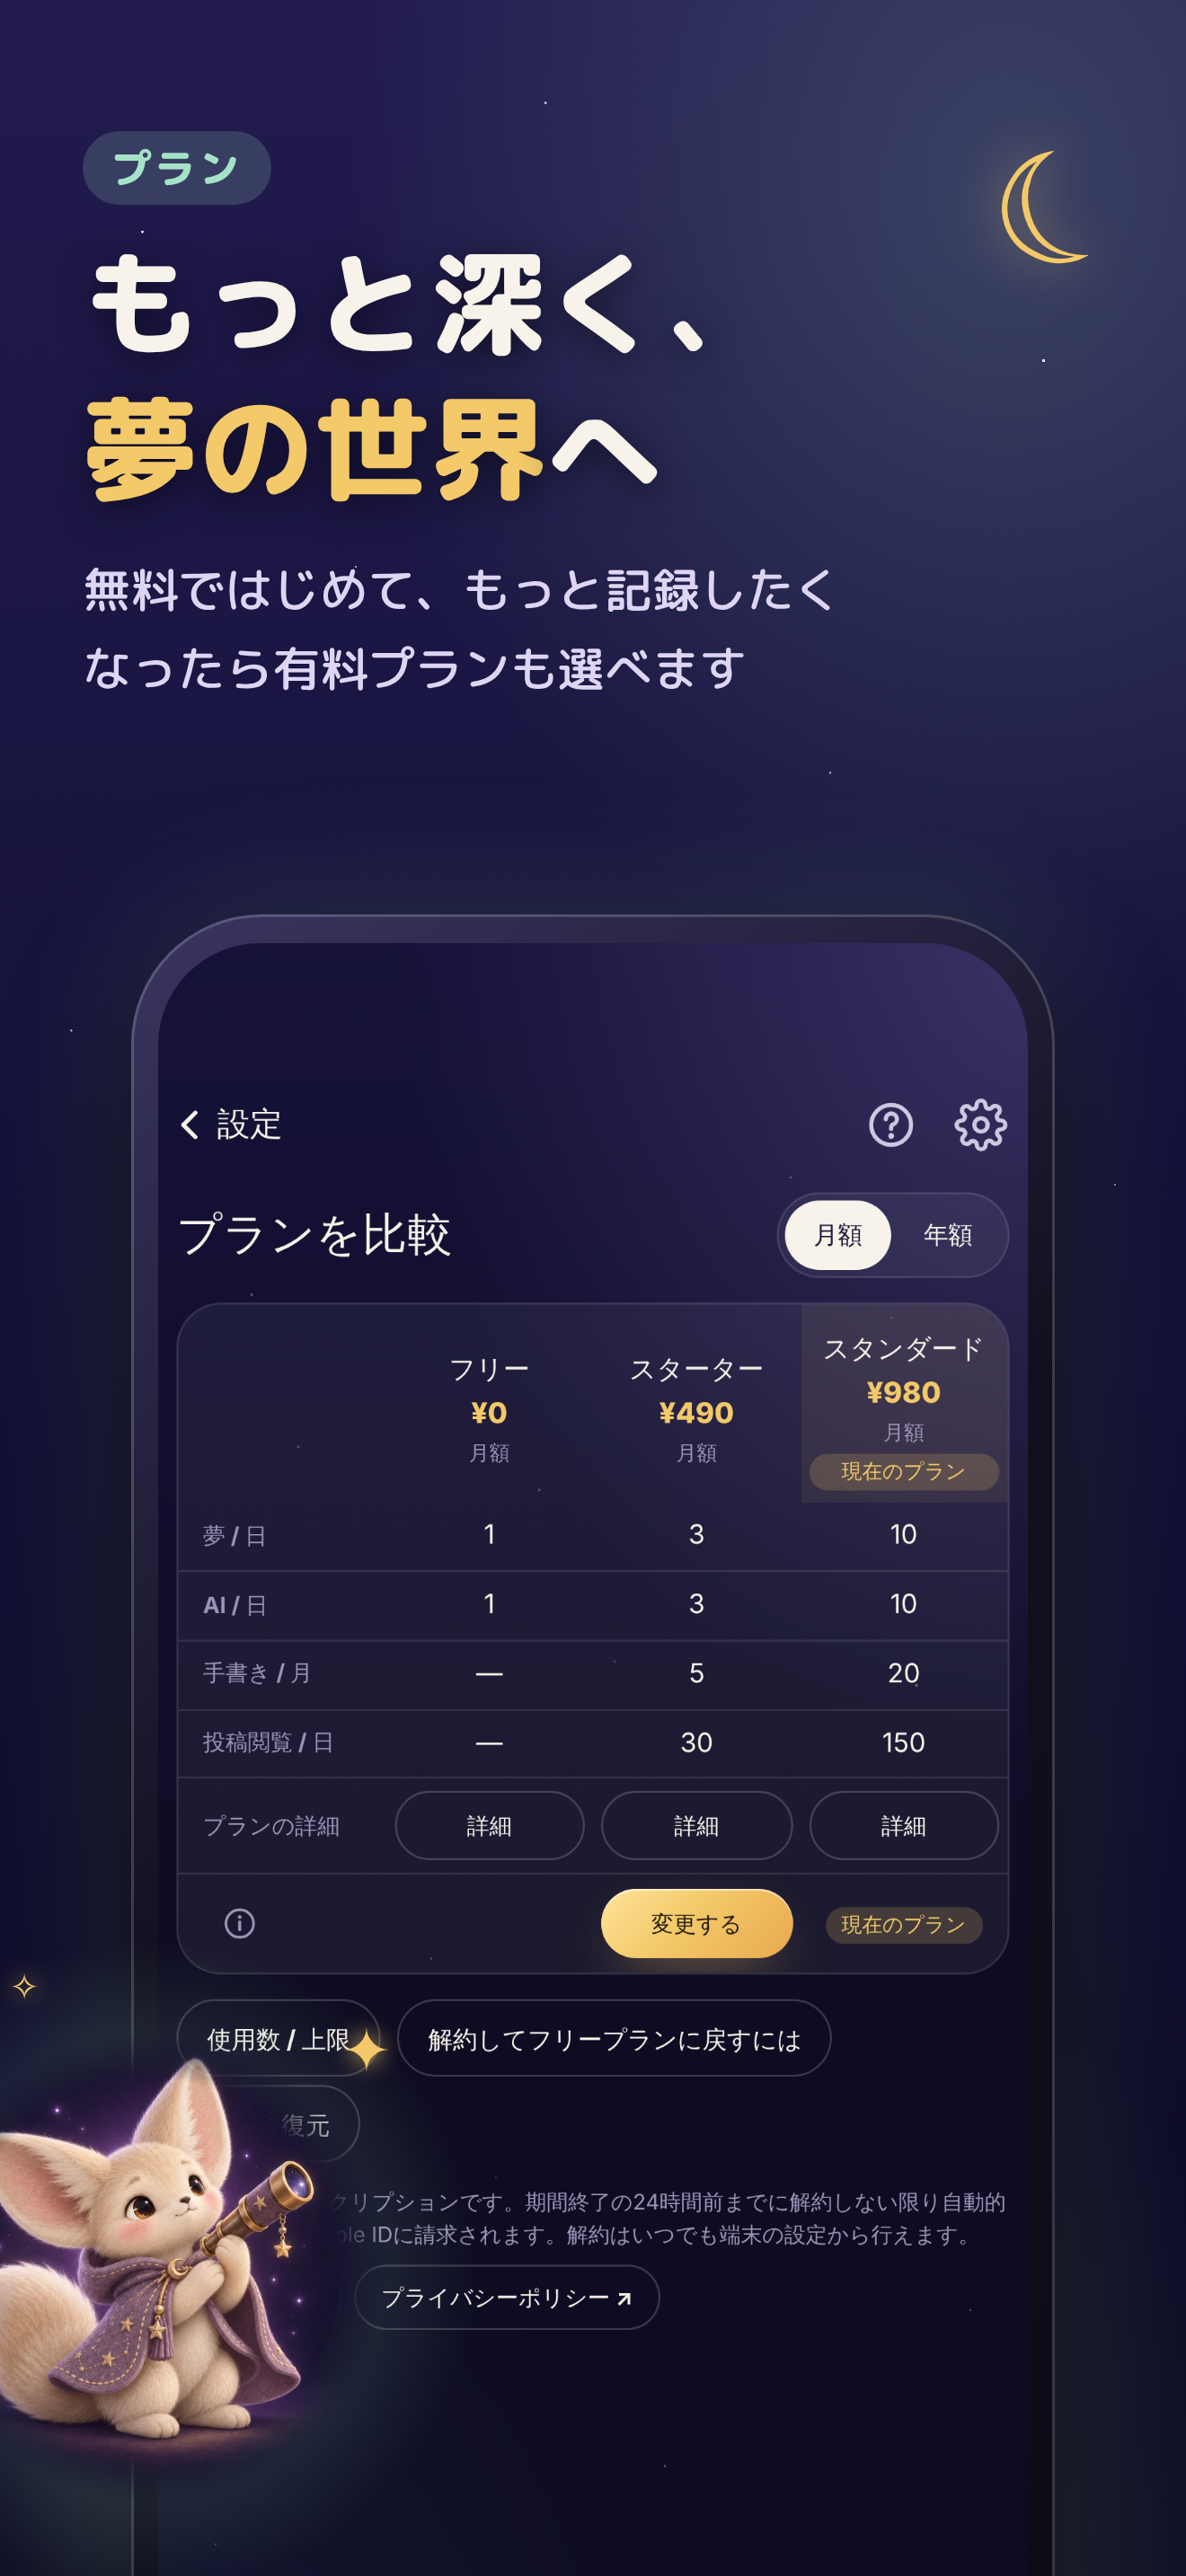 プラン
もっと深く、
夢の世界へ
無料ではじめて、もっと記録したく
なったら有料プランも選べます
設定
プランを比較
月額 年額
フリー スターター スタンダード
¥0 ¥490 ¥980
月額 月額 月額
現在のプラン
夢 / 日 1 3 10
AI / 日 1 3 10
手書き / 月 — 5 20
投稿閲覧 / 日 — 30 150
プランの詳細 詳細 詳細 詳細
変更する 現在のプラン
使用数 / 上限 解約してフリープランに戻すには
復元
クリプションです。期間終了の24時間前までに解約しない限り自動的
ple IDに請求されます。解約はいつでも端末の設定から行えます。
プライバシーポリシー